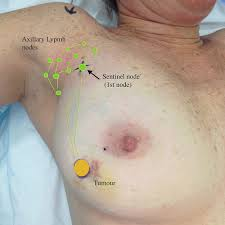 Axillary Lymph
nodes
Sentinel node
(1st node)
Tumour